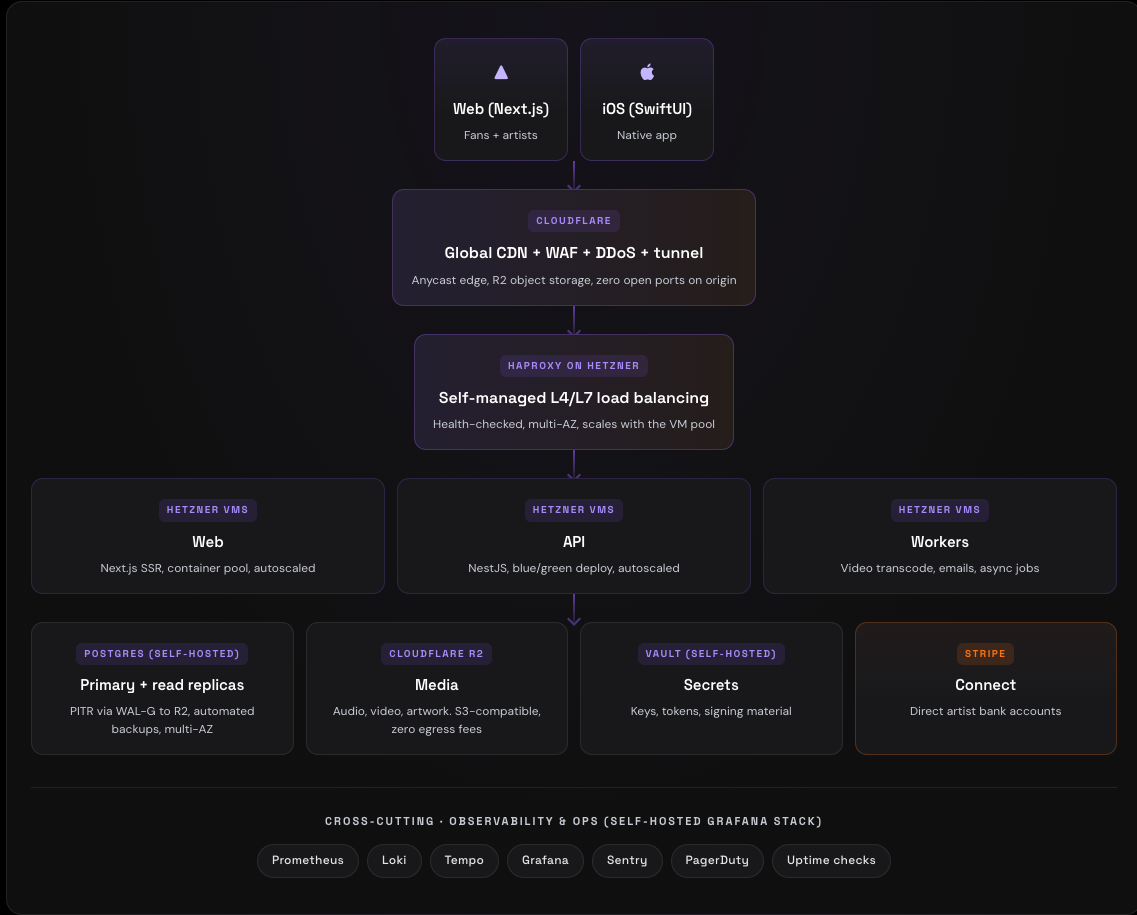 Web (Next.js)
Fans + artists
iOS (SwiftUI)
Native app
CLOUDFLARE
Global CDN + WAF + DDoS + tunnel
Anycast edge, R2 object storage, zero open ports on origin
HAPROXY ON HETZNER
Self-managed L4/L7 load balancing
Health-checked, multi-AZ, scales with the VM pool
HETZNER VMS
Web
Next.js SSR, container pool, autoscaled
HETZNER VMS
API
NestJS, blue/green deploy, autoscaled
HETZNER VMS
Workers
Video transcode, emails, async jobs
POSTGRES (SELF-HOSTED)
Primary + read replicas
PITR via WAL-G to R2, automated
backups, multi-AZ
CLOUDFLARE R2
Media
Audio, video, artwork. S3-compatible,
zero egress fees
VAULT (SELF-HOSTED)
Secrets
Keys, tokens, signing material
STRIPE
Connect
Direct artist bank accounts
CROSS-CUTTING · OBSERVABILITY & OPS (SELF-HOSTED GRAFANA STACK)
Prometheus
Loki
Tempo
Grafana
Sentry
PagerDuty
Uptime checks